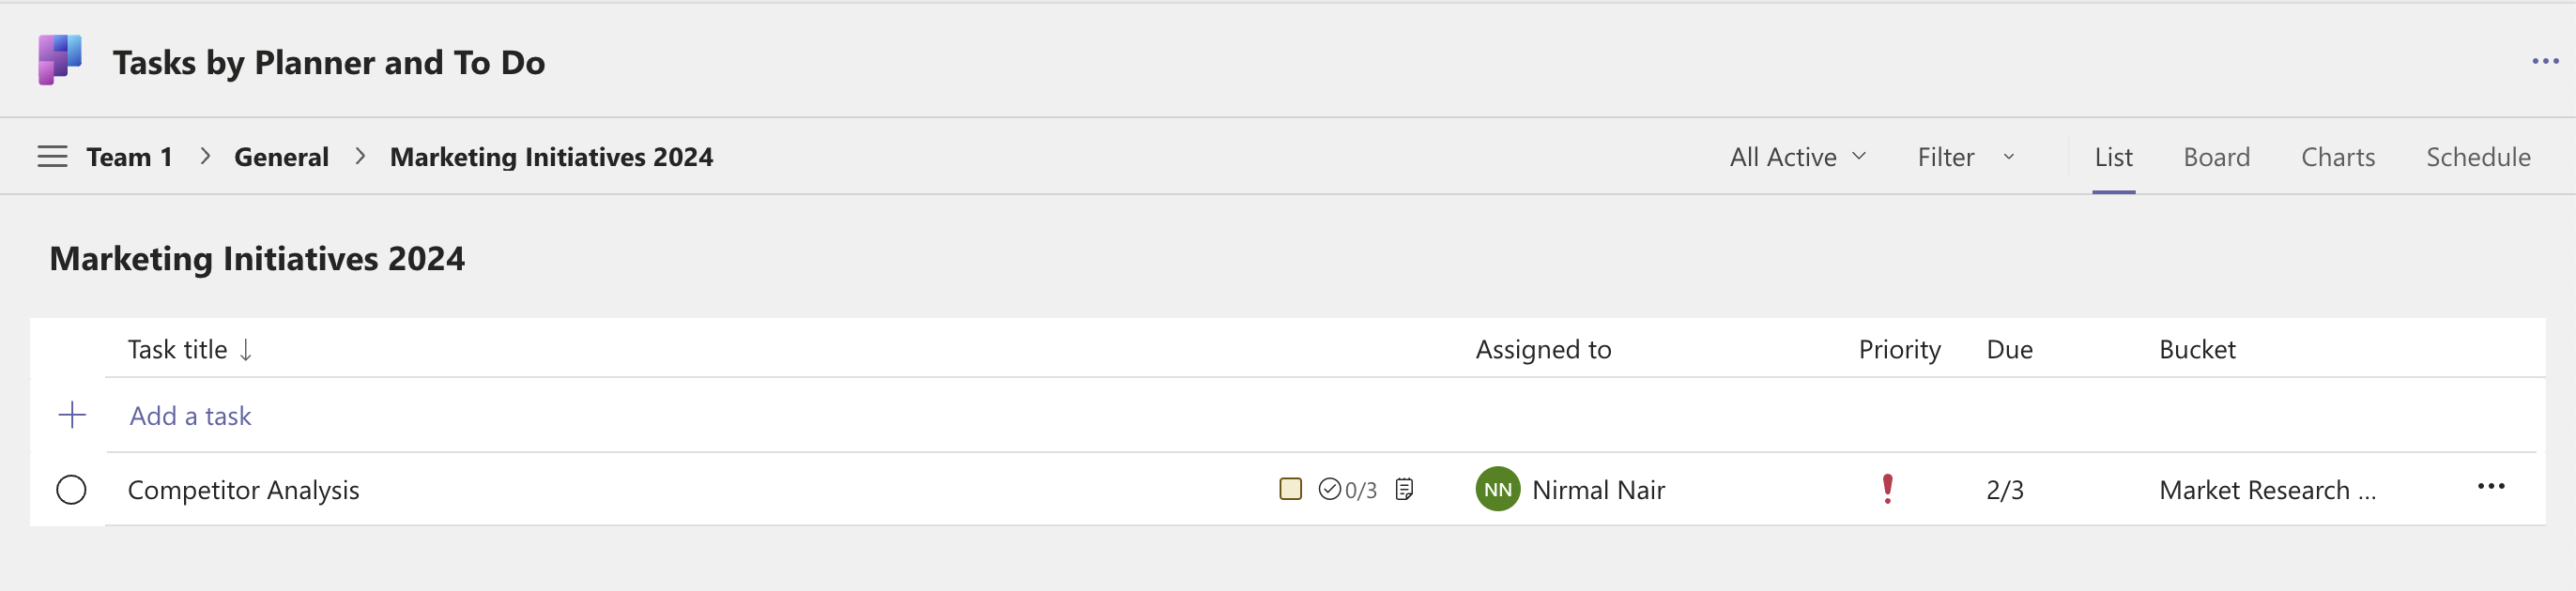 Tasks by Planner and To Do
Team 1 General Marketing Initiatives 2024 All Active Filter List Board Charts Schedule
Marketing Initiatives 2024
Task title Assigned to Priority Due Bucket
Add a task
Competitor Analysis 0/3 NN Nirmal Nair 2/3 Market Research ...